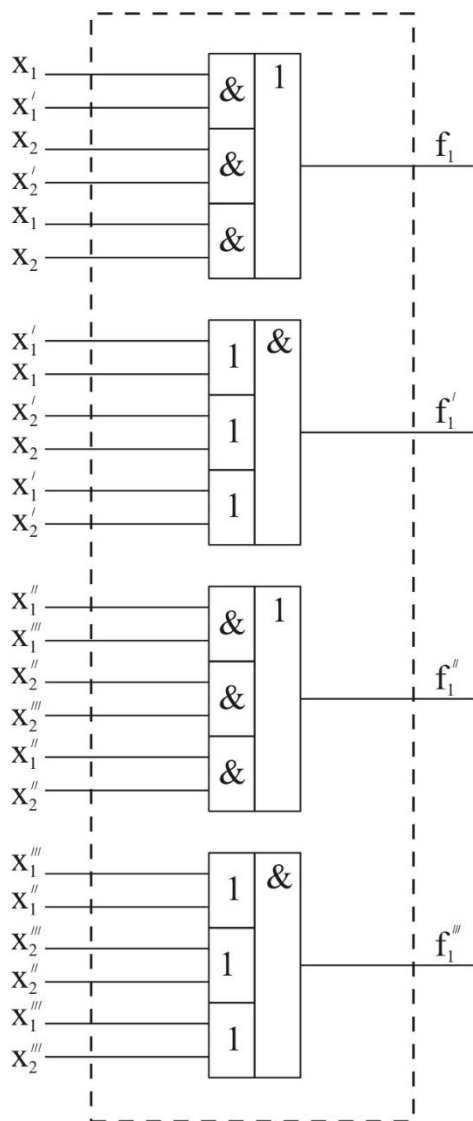 x₁ & 1
x₁′
x₂ & f₁
x₂′
x₁ &
x₂
x₁′ 1 &
x₁
x₂′ 1 f₁′
x₂
x₁′ 1
x₂′
x₁″ & 1
x₁‴
x₂″ & f₁″
x₂‴
x₁″ &
x₂″
x₁‴ 1 &
x₁″
x₂‴ 1 f₁‴
x₂″
x₁‴ 1
x₂‴